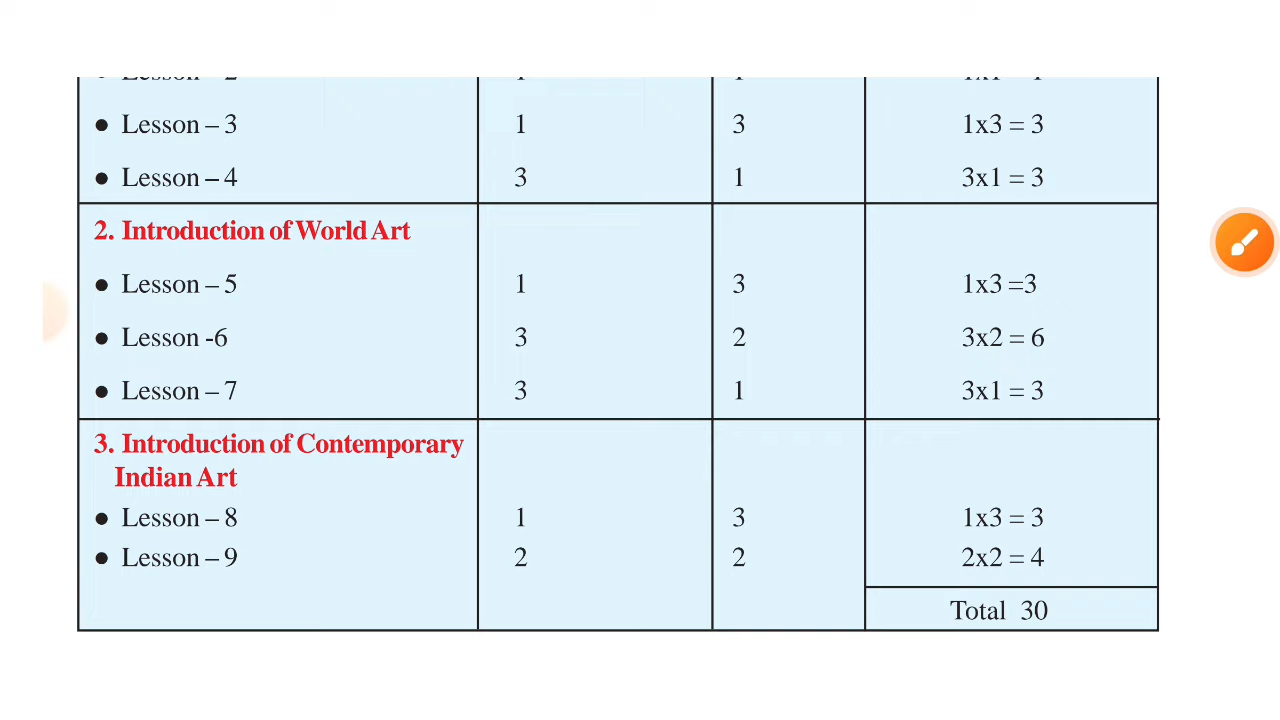 ● Lesson – 3 1 3 1x3 = 3
● Lesson – 4 3 1 3x1 = 3
2. Introduction of World Art
● Lesson – 5 1 3 1x3 =3
● Lesson -6 3 2 3x2 = 6
● Lesson – 7 3 1 3x1 = 3
3. Introduction of Contemporary
Indian Art
● Lesson – 8 1 3 1x3 = 3
● Lesson – 9 2 2 2x2 = 4
Total 30